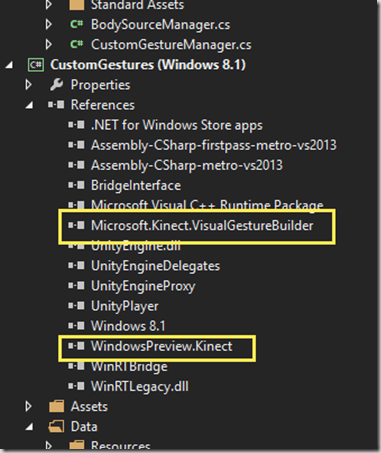 Standard Assets
C# BodySourceManager.cs
C# CustomGestureManager.cs
C# CustomGestures (Windows 8.1)
Properties
References
.NET for Windows Store apps
Assembly-CSharp-firstpass-metro-vs2013
Assembly-CSharp-metro-vs2013
BridgeInterface
Microsoft Visual C++ Runtime Package
Microsoft.Kinect.VisualGestureBuilder
UnityEngine.dll
UnityEngineDelegates
UnityEngineProxy
UnityPlayer
Windows 8.1
WindowsPreview.Kinect
WinRTBridge
WinRTLegacy.dll
Assets
Data
Resources